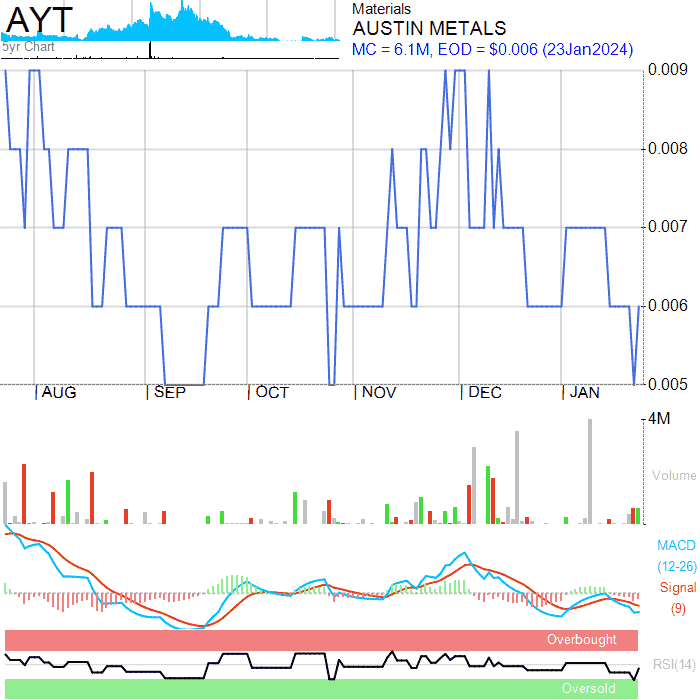 AYT
5yr Chart
Materials
AUSTIN METALS
MC = 6.1M, EOD = $0.006 (23Jan2024)
0.009
0.008
0.007
0.006
0.005
AUG SEP OCT NOV DEC JAN
4M
Volume
MACD
(12-26)
Signal
(9)
Overbought
RSI(14)
Oversold